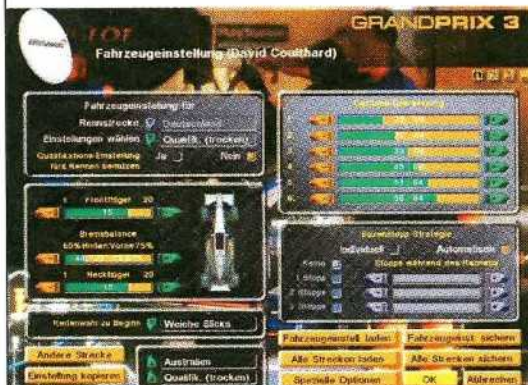 GRANDPRIX 3
Fahrzeugeinstellung (David Coulthard)
Fahrzeugeinstellung für
Rennstrecke Deutschland
Einstellungen wählen Qualifik. (trocken)
Qualifikations-Einstellung
fürs Rennen benutzen
Ja Nein
1 Frontflügel 20
15
Bremsbalance
Hinten Vorne 75%
1 Heckflügel 20
Reifenwahl zu Beginn Weiche Slicks
Andere Strecke
Einstellung kopieren
Australien
Qualifik. (trocken)
Boxenstopp Strategie
Individuell Automatisch
Keine Stopps während des Rennens
1 Stopp
2 Stopps
Fahrzeugeinstell. laden Fahrzeugeinst. sichern
Alle Strecken laden Alle Strecken sichern
Spezielle Optionen OK Abbrechen